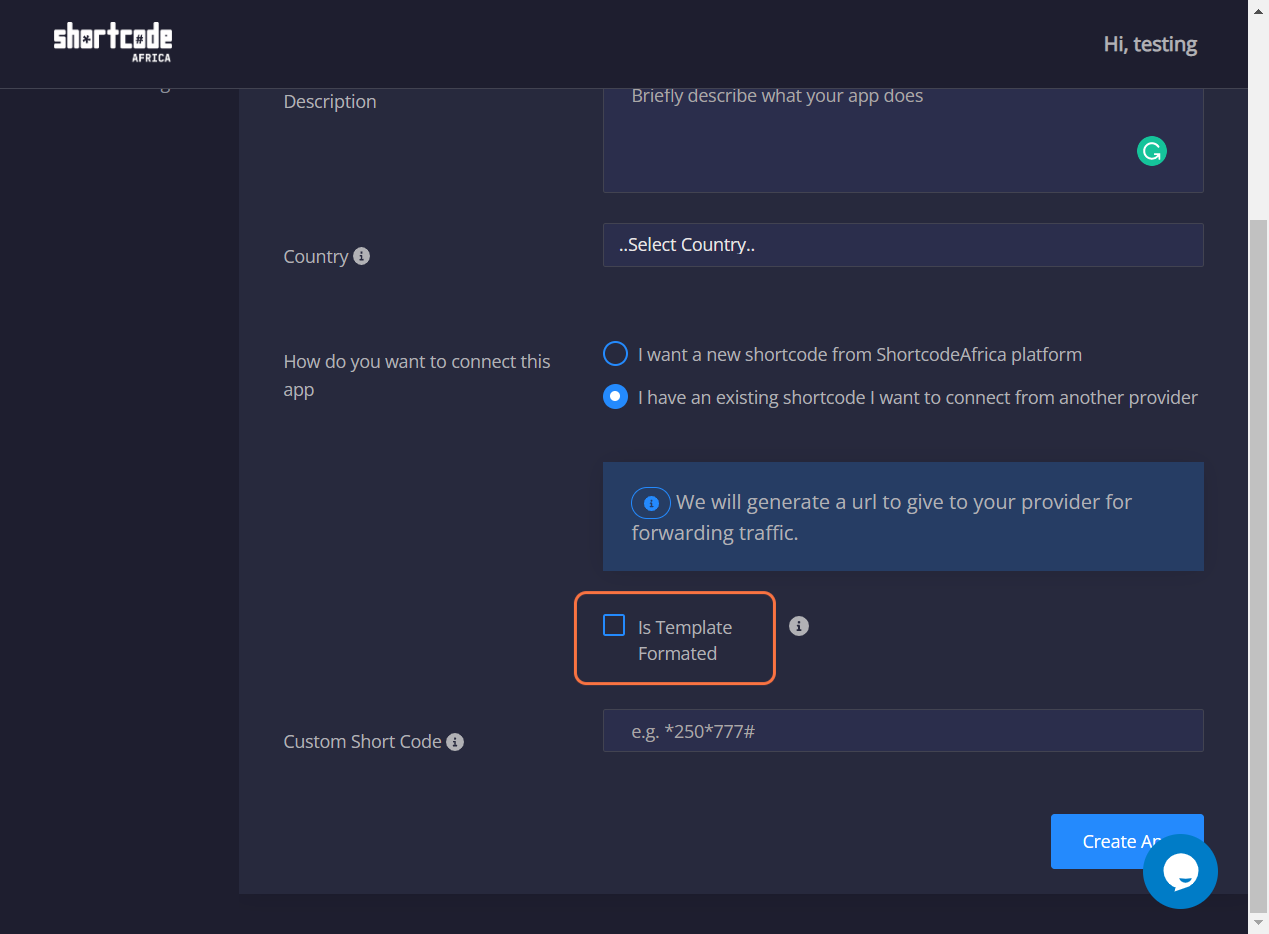 shortcode
AFRICA
Hi, testing
Description
Briefly describe what your app does
Country
..Select Country..
How do you want to connect this
app
I want a new shortcode from ShortcodeAfrica platform
I have an existing shortcode I want to connect from another provider
We will generate a url to give to your provider for
forwarding traffic.
Is Template
Formated
Custom Short Code
e.g. *250*777#
Create